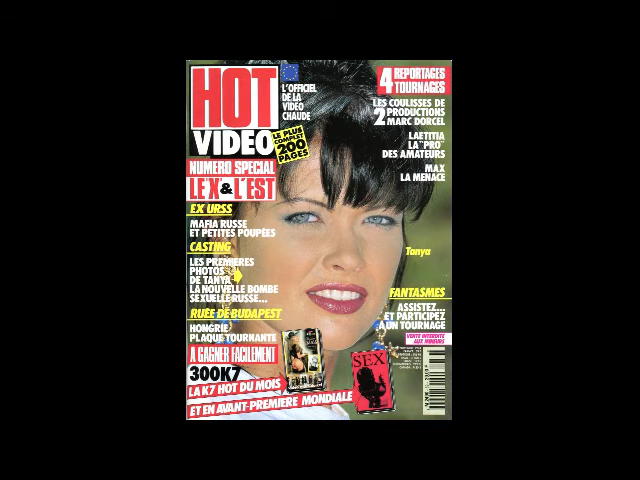 HOT
VIDEO
L'OFFICIEL
DE LA
VIDEO
CHAUDE
LE PLUS
COMPLET
200
PAGES
NUMERO SPECIAL
LE"X"& L'EST
EX URSS
MAFIA RUSSE
ET PETITES POUPÉES
CASTING
LES PREMIERES
PHOTOS
DE TANYA
LA NOUVELLE BOMBE
SEXUELLE RUSSE...
RUÉE DE BUDAPEST
HONGRIE
PLAQUE TOURNANTE
A GAGNER FACILEMENT
300K7
LA K7 HOT DU MOIS
ET EN AVANT-PREMIERE MONDIALE
4 REPORTAGES
TOURNAGES
LES COULISSES DE
2 PRODUCTIONS
MARC DORCEL
LAETITIA
LA "PRO"
DES AMATEURS
MAX
LA MENACE
Tanya
FANTASMES
ASSISTEZ...
ET PARTICIPEZ
A UN TOURNAGE
VENTE INTERDITE
AUX MINEURS
SEX